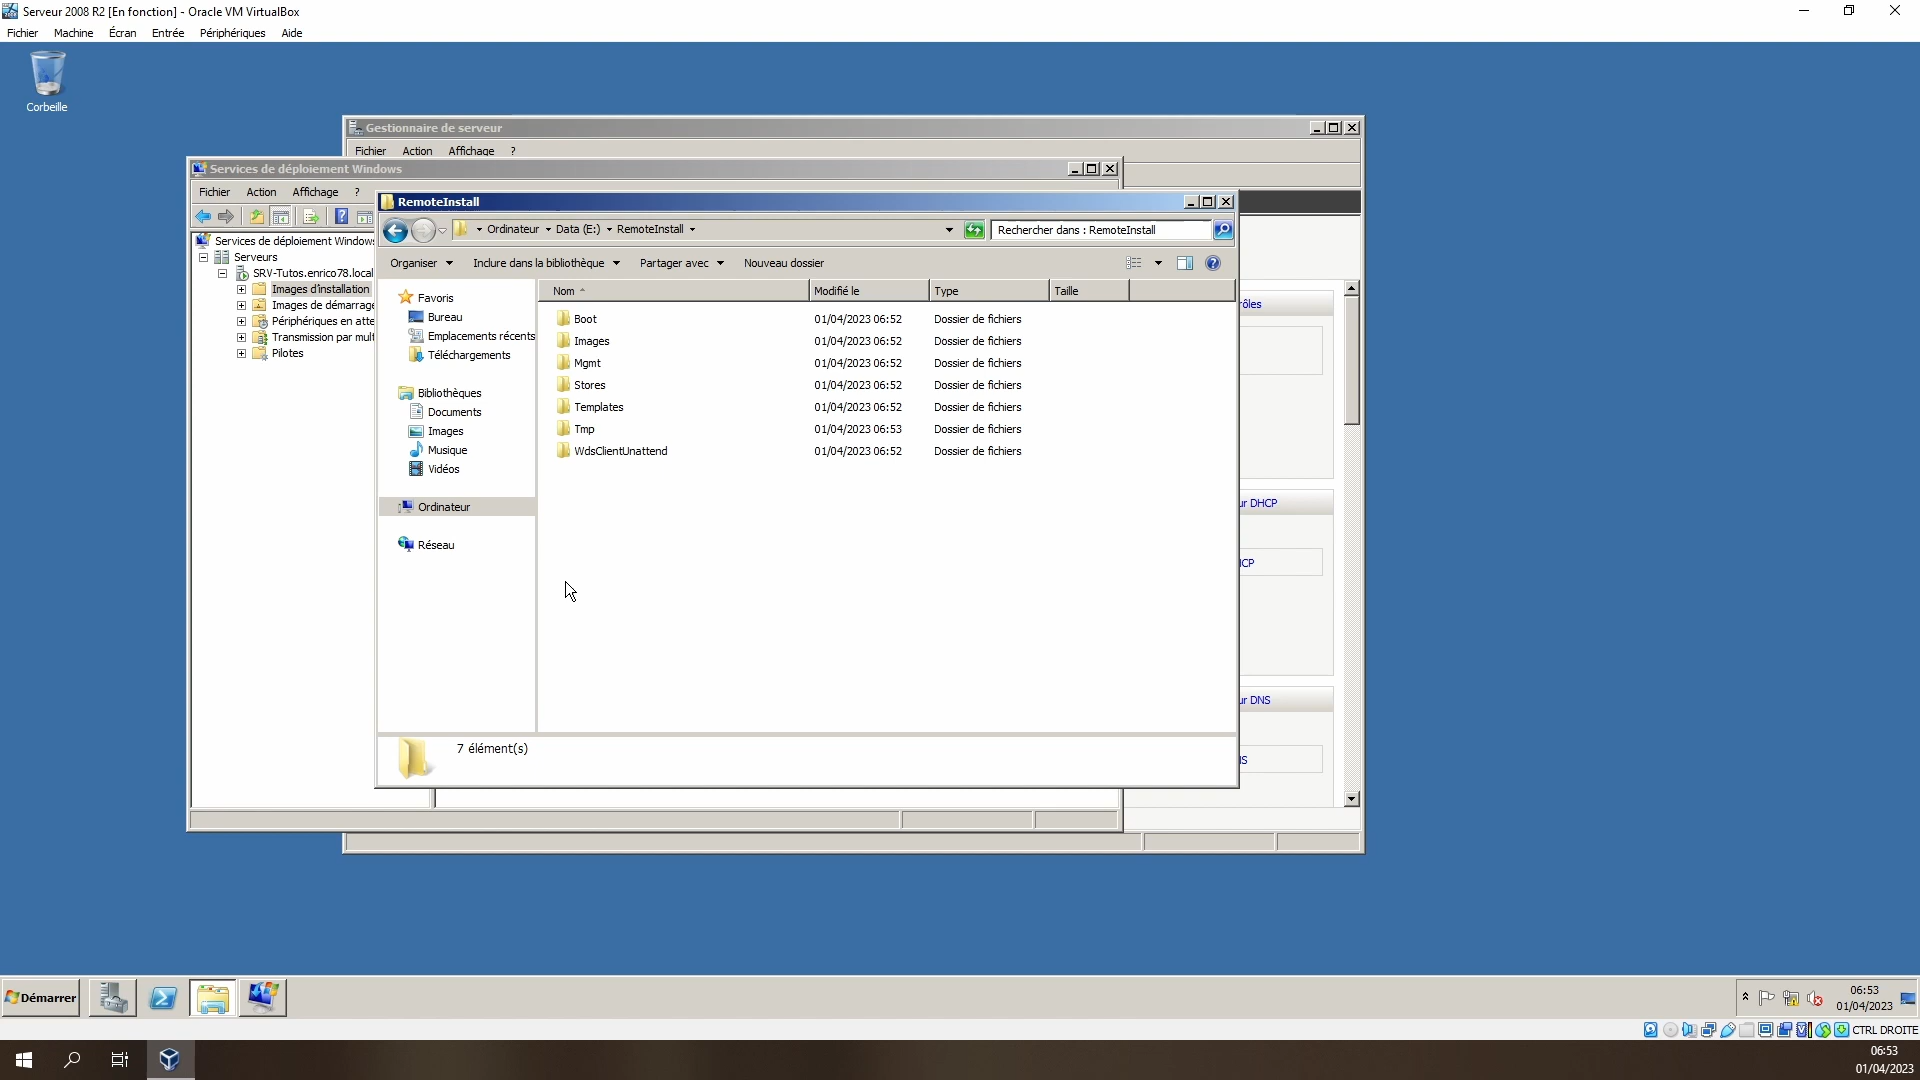 Serveur 2008 R2 [En fonction] - Oracle VM VirtualBox
Fichier Machine Écran Entrée Périphériques Aide
Corbeille
Gestionnaire de serveur
Fichier Action Affichage ?
Services de déploiement Windows
Fichier Action Affichage ?
RemoteInstall
Ordinateur Data (E:) RemoteInstall
Rechercher dans : RemoteInstall
Organiser Inclure dans la bibliothèque Partager avec Nouveau dossier
Services de déploiement Windows
Serveurs
SRV-Tutos.enrico78.local
Images d'installation
Images de démarrage
Périphériques en atte
Transmission par mult
Pilotes
Favoris
Bureau
Emplacements récents
Téléchargements
Bibliothèques
Documents
Images
Musique
Vidéos
Ordinateur
Réseau
Nom Modifié le Type Taille
Boot 01/04/2023 06:52 Dossier de fichiers
Images 01/04/2023 06:52 Dossier de fichiers
Mgmt 01/04/2023 06:52 Dossier de fichiers
Stores 01/04/2023 06:52 Dossier de fichiers
Templates 01/04/2023 06:52 Dossier de fichiers
Tmp 01/04/2023 06:53 Dossier de fichiers
WdsClientUnattend 01/04/2023 06:52 Dossier de fichiers
7 élément(s)
rôles
ur DHCP
HCP
ur DNS
NS
Démarrer
06:53
01/04/2023
CTRL DROITE
06:53
01/04/2023